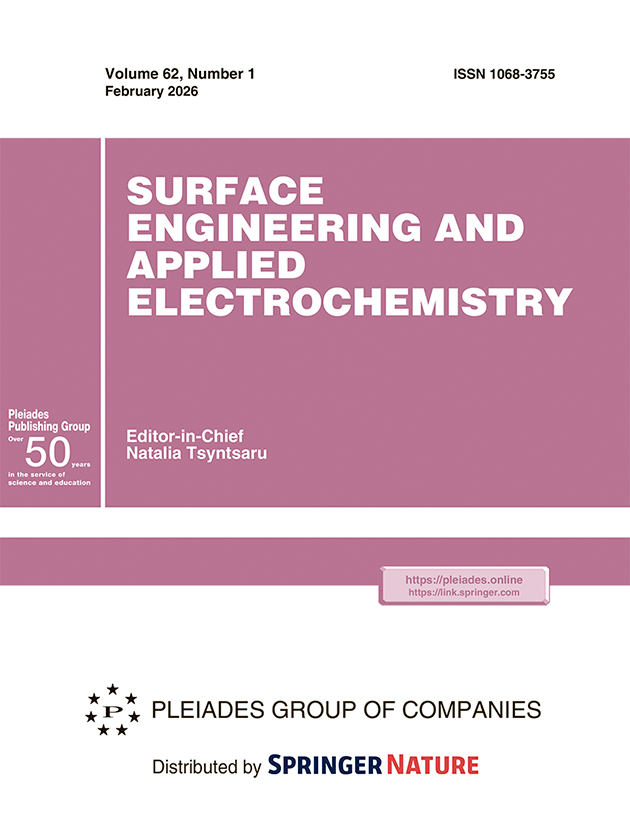 Volume 62, Number 1
ISSN 1068-3755
February 2026
SURFACE
ENGINEERING AND
APPLIED
ELECTROCHEMISTRY
Pleiades
Publishing Group
Over
50
years
in the service of
science and education
Editor-in-Chief
Natalia Tsyntsaru
https://pleiades.online
https://link.springer.com
P
PLEIADES GROUP OF COMPANIES
Distributed by SPRINGER NATURE